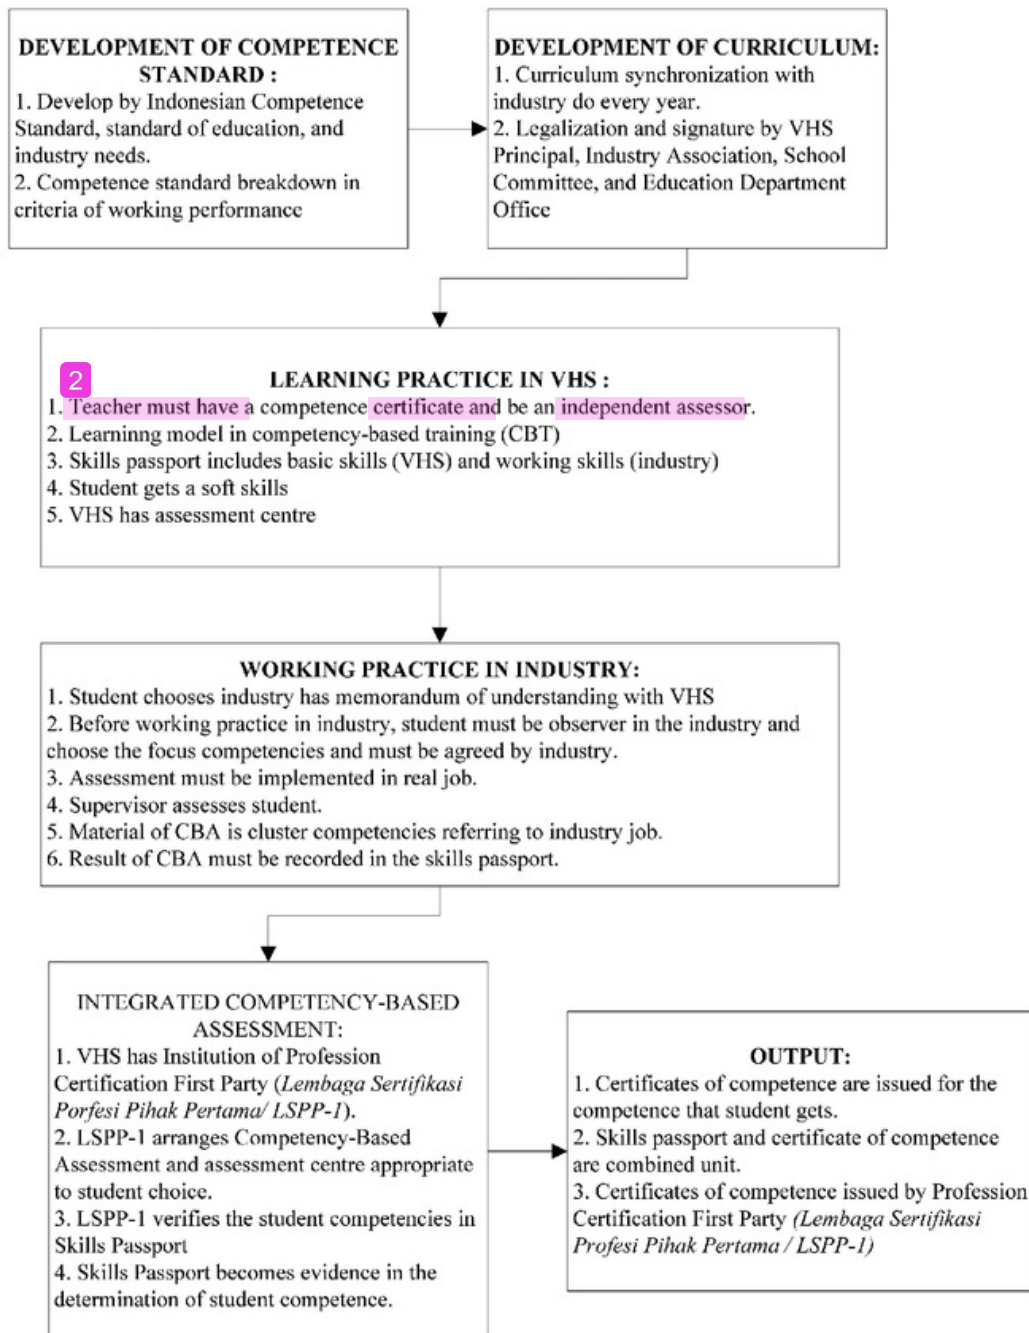 DEVELOPMENT OF COMPETENCE
STANDARD :
1. Develop by Indonesian Competence
Standard, standard of education, and
industry needs.
2. Competence standard breakdown in
criteria of working performance
DEVELOPMENT OF CURRICULUM:
1. Curriculum synchronization with
industry do every year.
2. Legalization and signature by VHS
Principal, Industry Association, School
Committee, and Education Department
Office
2
LEARNING PRACTICE IN VHS :
1. Teacher must have a competence certificate and be an independent assessor.
2. Learninng model in competency-based training (CBT)
3. Skills passport includes basic skills (VHS) and working skills (industry)
4. Student gets a soft skills
5. VHS has assessment centre
WORKING PRACTICE IN INDUSTRY:
1. Student chooses industry has memorandum of understanding with VHS
2. Before working practice in industry, student must be observer in the industry and
choose the focus competencies and must be agreed by industry.
3. Assessment must be implemented in real job.
4. Supervisor assesses student.
5. Material of CBA is cluster competencies referring to industry job.
6. Result of CBA must be recorded in the skills passport.
INTEGRATED COMPETENCY-BASED
ASSESSMENT:
1. VHS has Institution of Profession
Certification First Party (Lembaga Sertifikasi
Porfesi Pihak Pertama/ LSPP-1).
2. LSPP-1 arranges Competency-Based
Assessment and assessment centre appropriate
to student choice.
3. LSPP-1 verifies the student competencies in
Skills Passport
4. Skills Passport becomes evidence in the
determination of student competence.
OUTPUT:
1. Certificates of competence are issued for the
competence that student gets.
2. Skills passport and certificate of competence
are combined unit.
3. Certificates of competence issued by Profession
Certification First Party (Lembaga Sertifikasi
Profesi Pihak Pertama / LSPP-1)